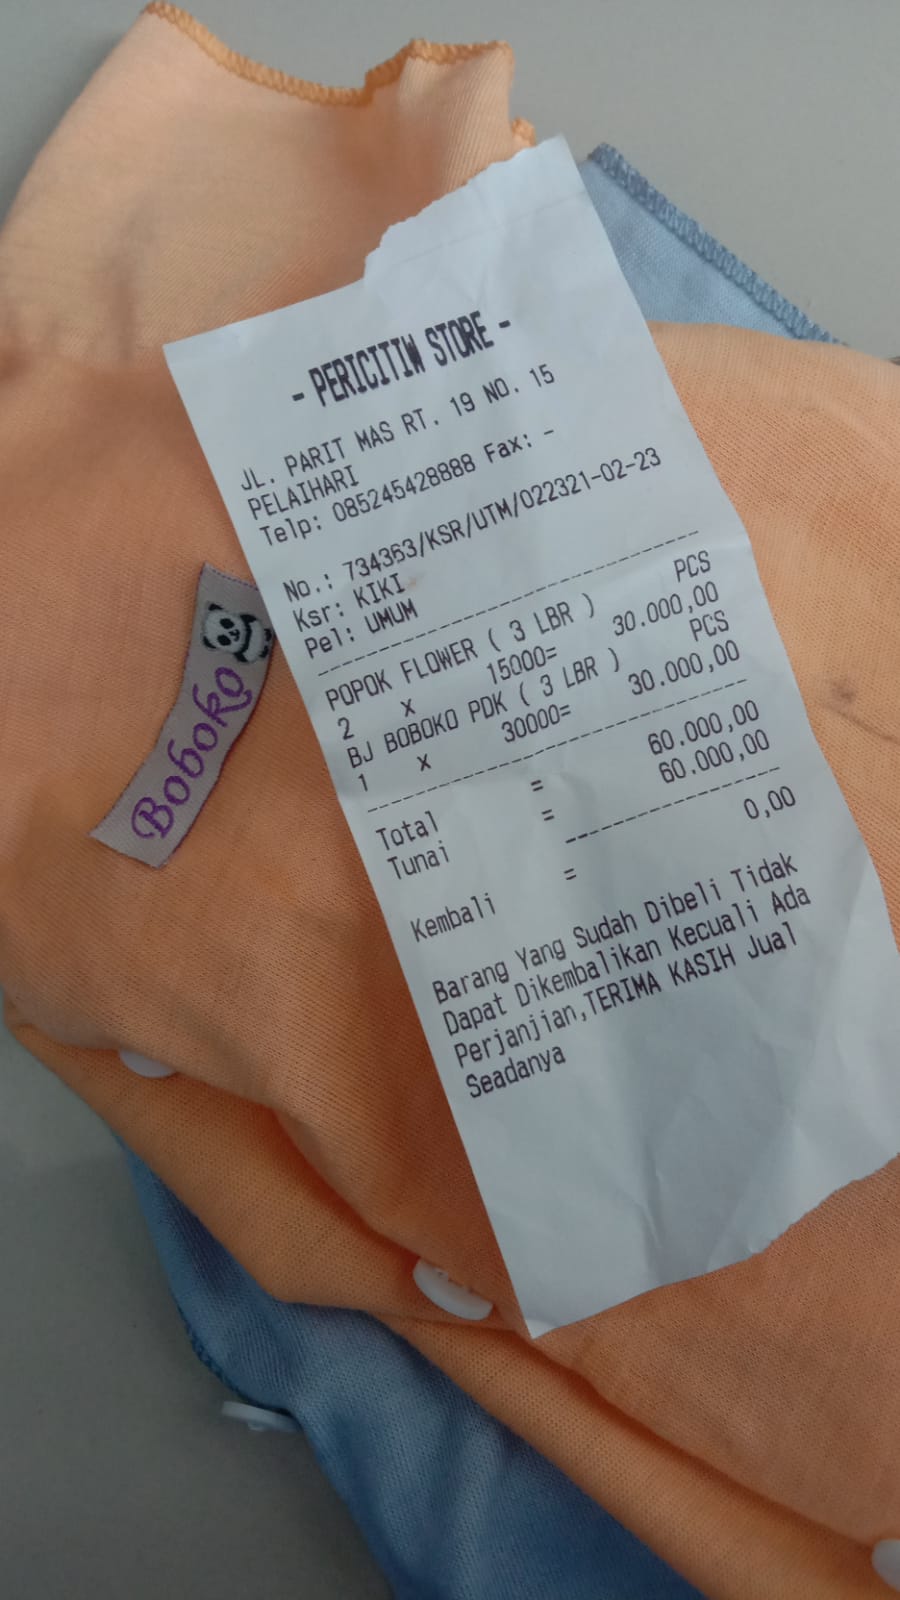 - PERICITIW STORE -
JL. PARIT MAS RT. 19 NO. 15
PELAIHARI
Telp: 085245428888 Fax: -
No.: 734363/KSR/UTM/022321-02-23
Ksr: KIKI
Pel: UMUM
POPOK FLOWER ( 3 LBR ) PCS
2 x 15000= 30.000,00
BJ BOBOKO PDK ( 3 LBR ) PCS
1 x 30000= 30.000,00
Total = 60.000,00
Tunai = 60.000,00
Kembali = 0,00
Barang Yang Sudah Dibeli Tidak
Dapat Dikembalikan Kecuali Ada
Perjanjian,TERIMA KASIH Jual
Seadanya
Boboko